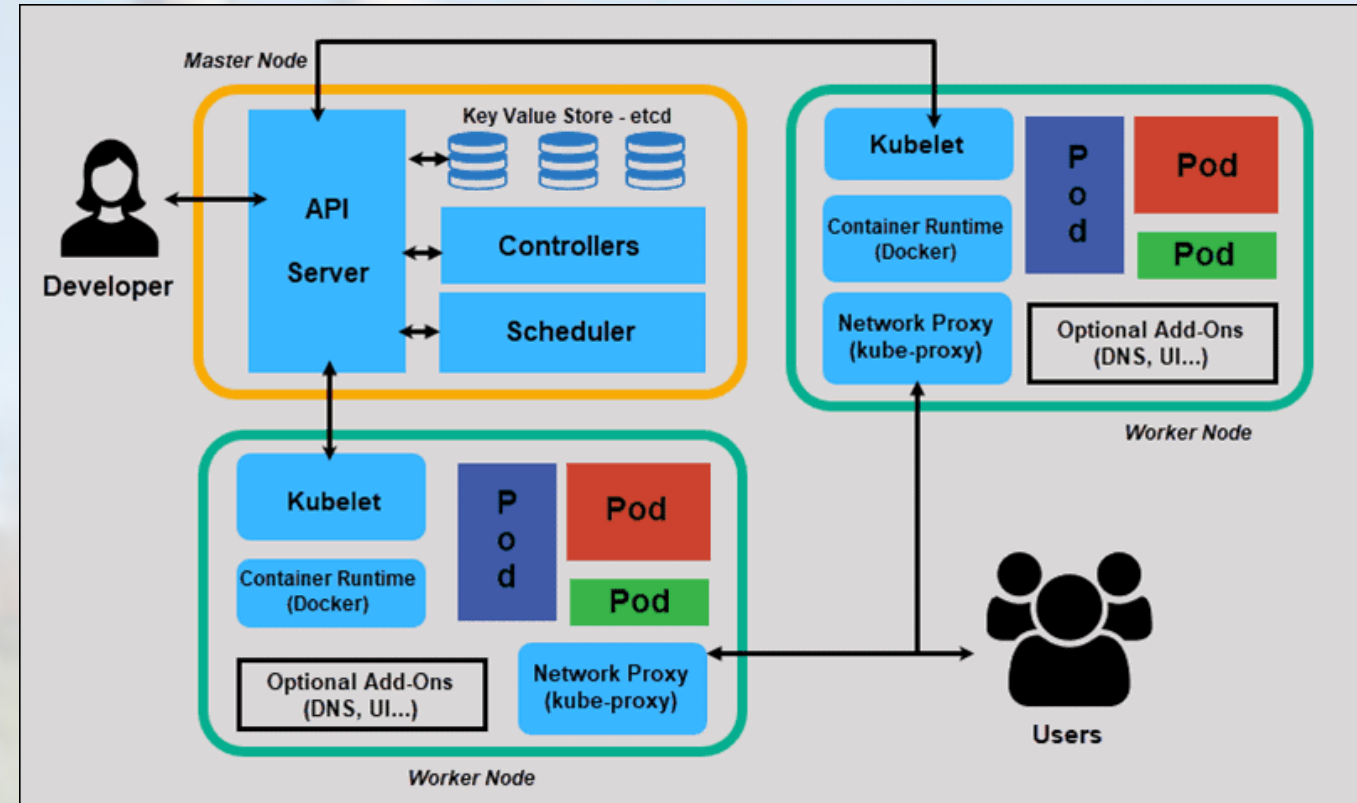 Master Node
Key Value Store - etcd
API
Server
Controllers
Scheduler
Developer
Kubelet
Container Runtime
(Docker)
Network Proxy
(kube-proxy)
P
o
d
Pod
Pod
Optional Add-Ons
(DNS, UI...)
Worker Node
Kubelet
Container Runtime
(Docker)
P
o
d
Pod
Pod
Optional Add-Ons
(DNS, UI...)
Network Proxy
(kube-proxy)
Worker Node
Users